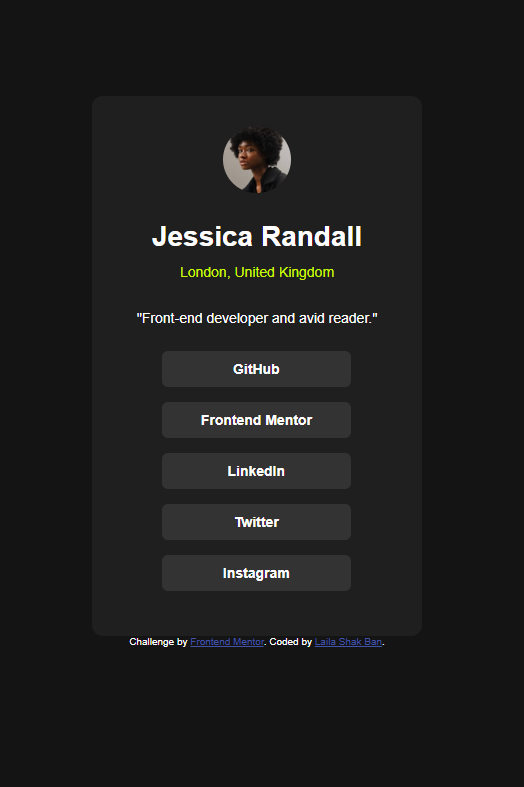 Jessica Randall
London, United Kingdom
"Front-end developer and avid reader."
GitHub
Frontend Mentor
LinkedIn
Twitter
Instagram
Challenge by Frontend Mentor. Coded by Laila Shak Ban.